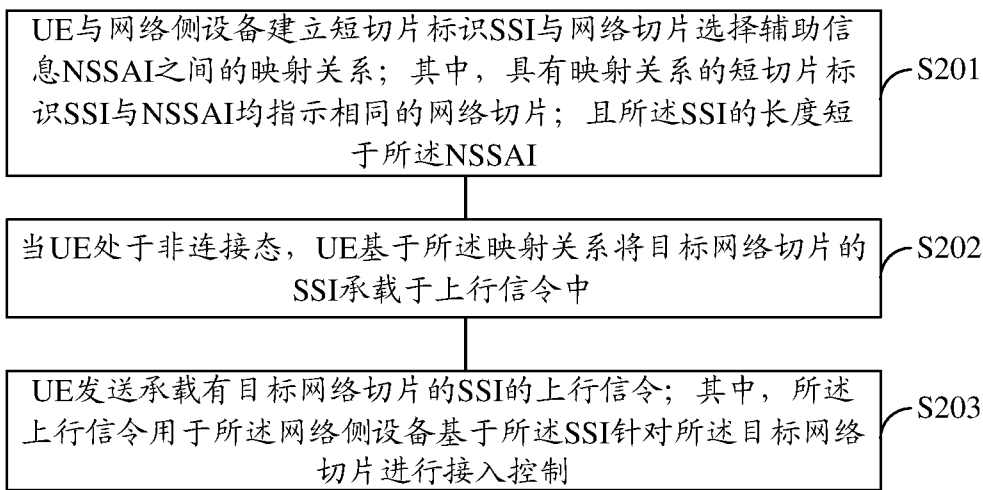 UE与网络侧设备建立短切片标识SSI与网络切片选择辅助信
息NSSAI之间的映射关系；其中，具有映射关系的短切片标
识SSI与NSSAI均指示相同的网络切片；且所述SSI的长度短
于所述NSSAI
S201
当UE处于非连接态，UE基于所述映射关系将目标网络切片的
SSI承载于上行信令中
S202
UE发送承载有目标网络切片的SSI的上行信令；其中，所述
上行信令用于所述网络侧设备基于所述SSI针对所述目标网络
切片进行接入控制
S203